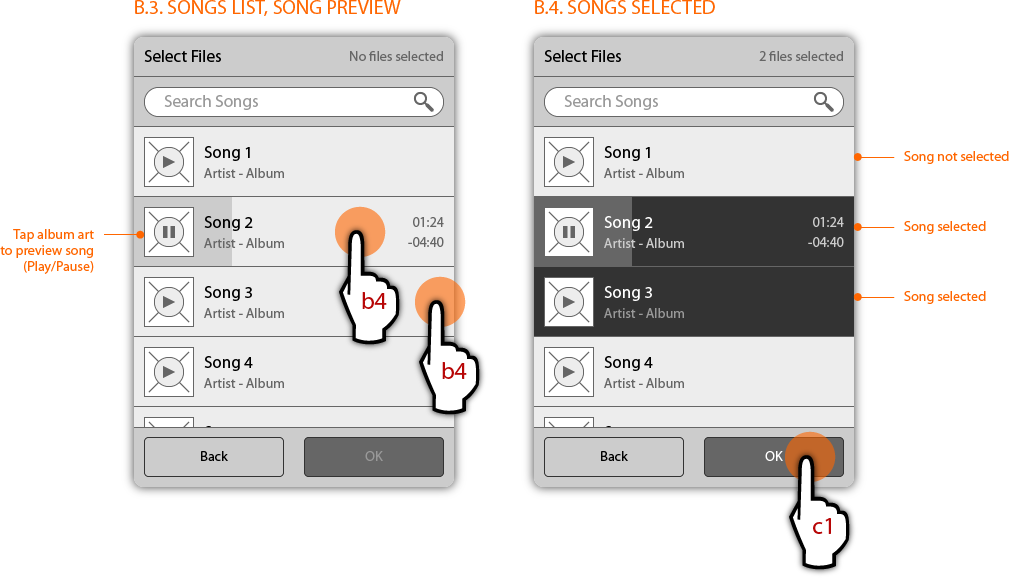 B.3. SONGS LIST, SONG PREVIEW
Select Files
No files selected
Search Songs
Song 1
Artist - Album
Tap album art
to preview song
(Play/Pause)
Song 2
Artist - Album
01:24
-04:40
b4
Song 3
Artist - Album
b4
Song 4
Artist - Album
Back
OK
B.4. SONGS SELECTED
Select Files
2 files selected
Search Songs
Song 1
Artist - Album
Song not selected
Song 2
Artist - Album
01:24
-04:40
Song selected
Song 3
Artist - Album
Song selected
Song 4
Artist - Album
Back
OK
c1